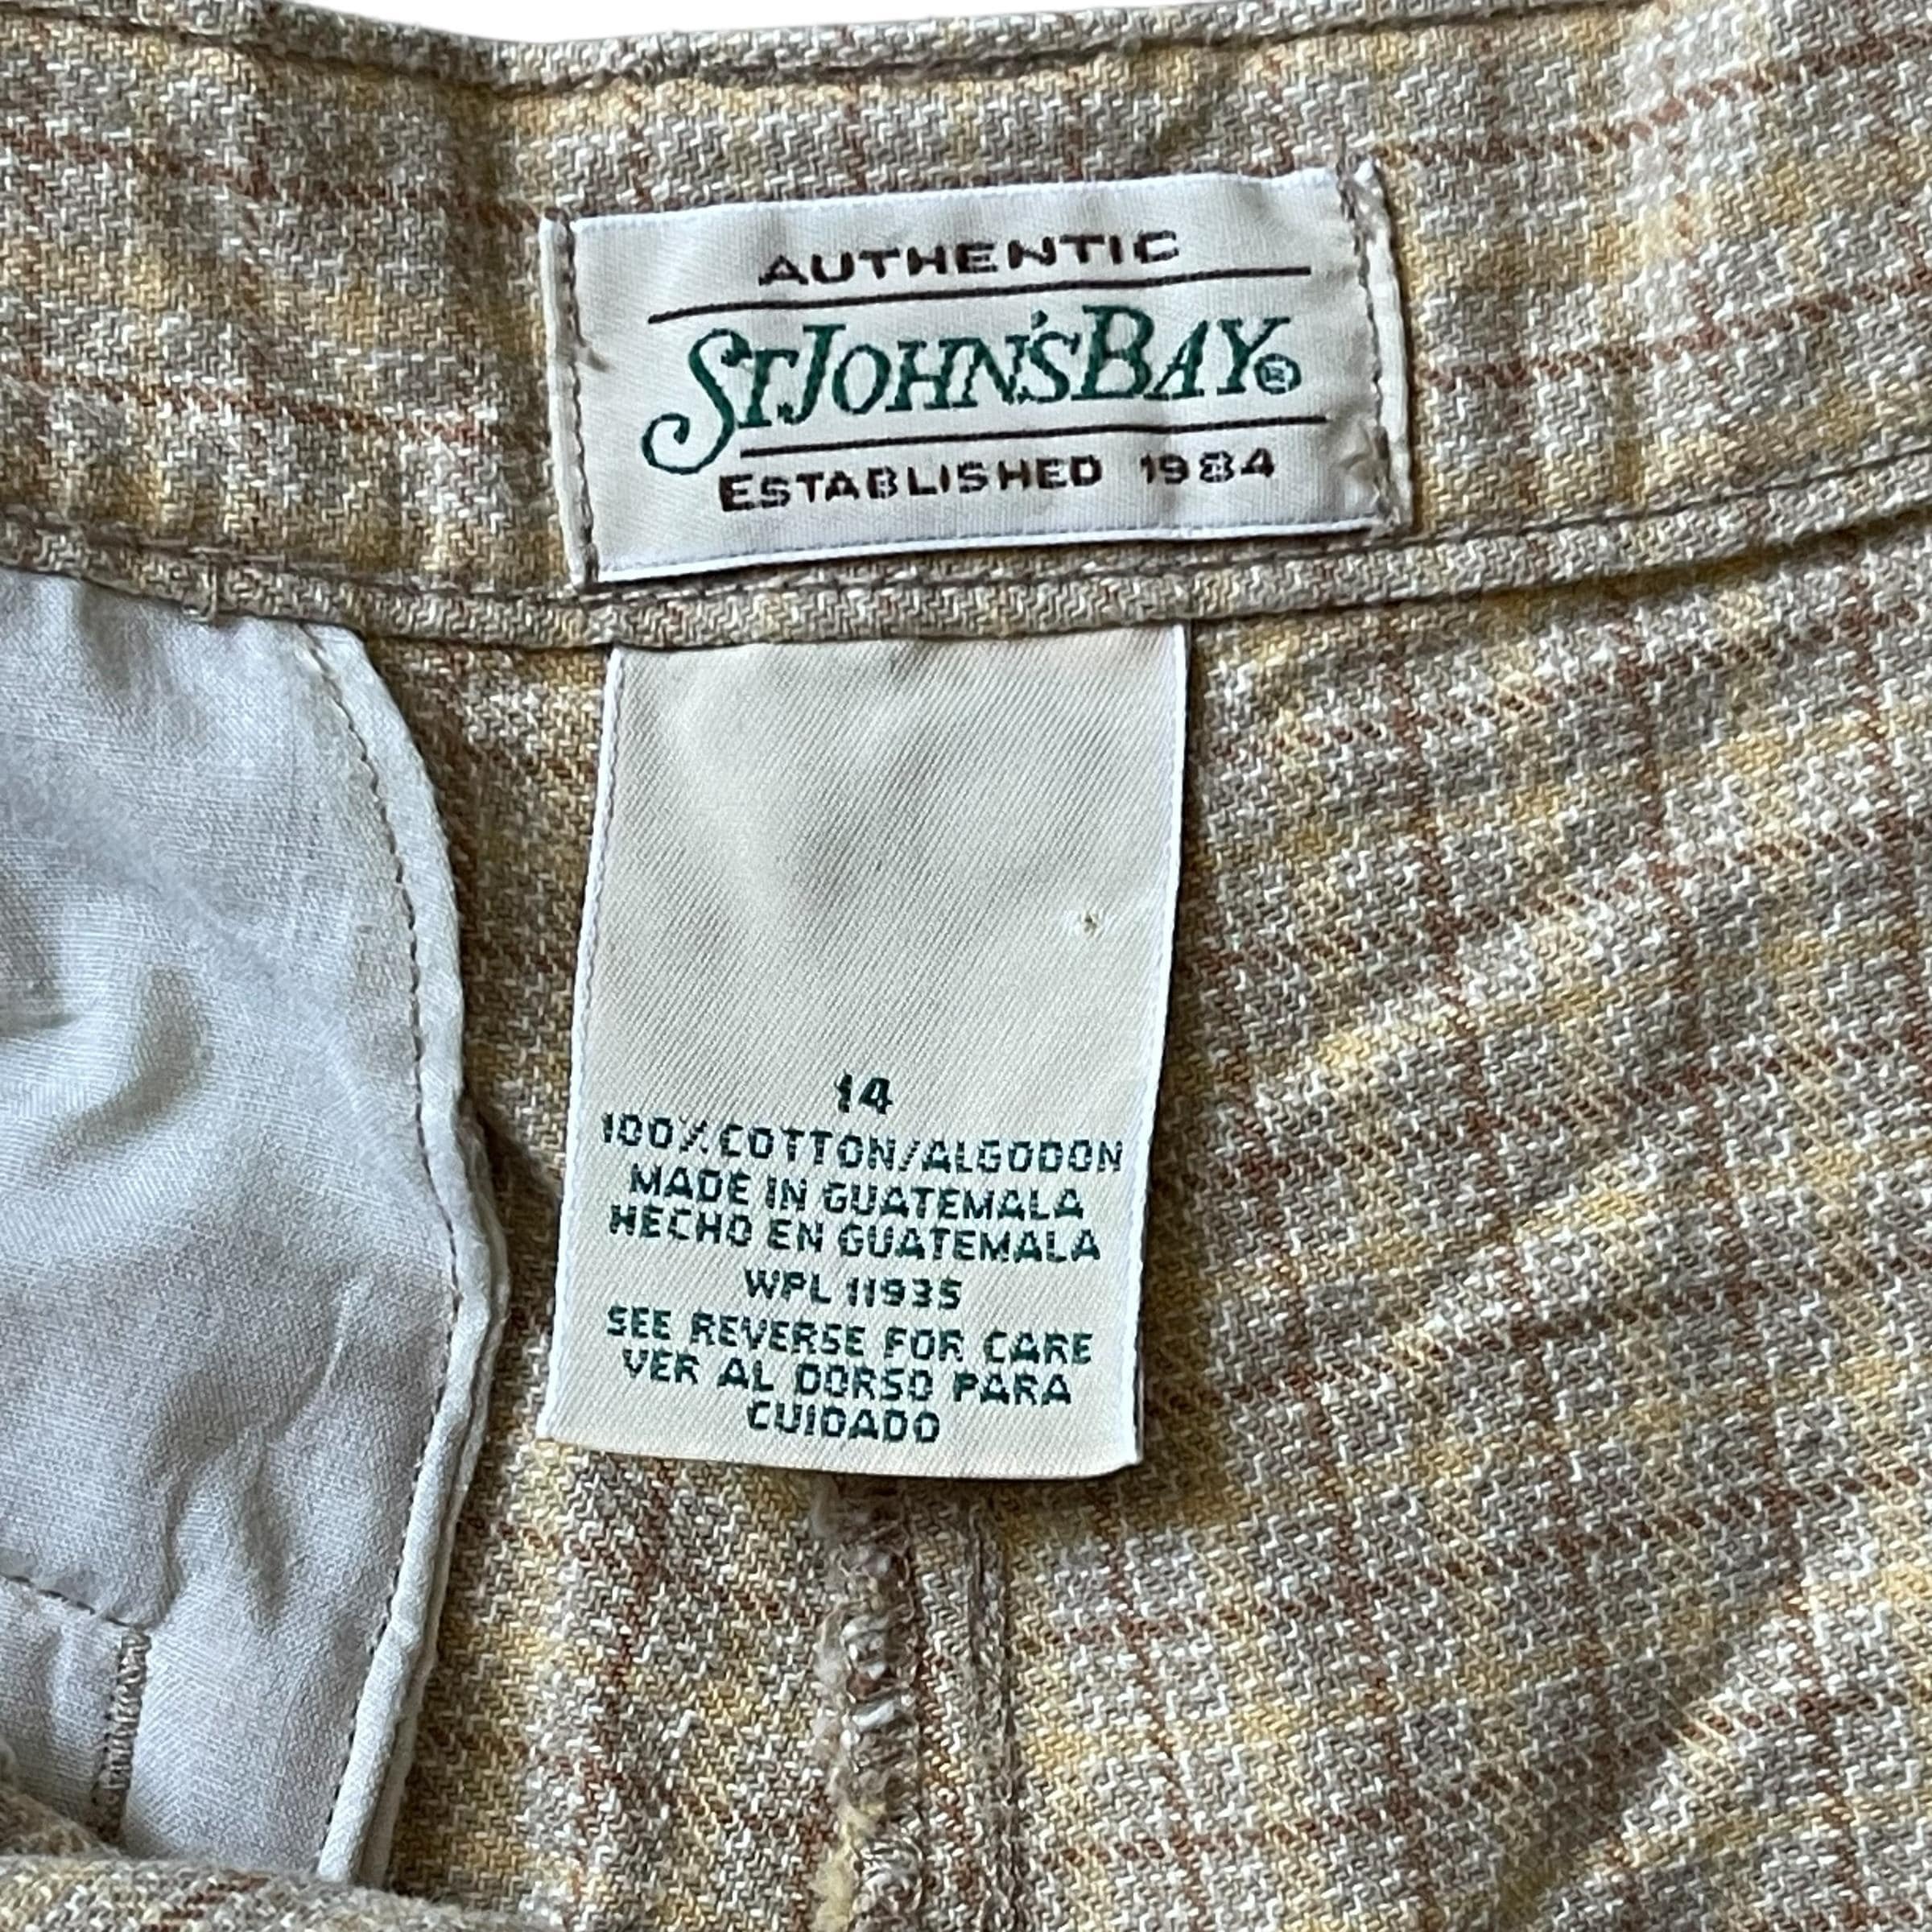 AUTHENTIC
ST JOHN'S BAY®
ESTABLISHED 1984
14
100% COTTON/ALGODON
MADE IN GUATEMALA
HECHO EN GUATEMALA
WPL 11935
SEE REVERSE FOR CARE
VER AL DORSO PARA
CUIDADO